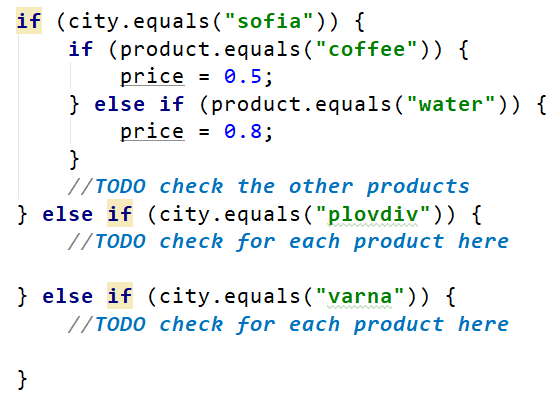 if (city.equals("sofia")) {
if (product.equals("coffee")) {
price = 0.5;
} else if (product.equals("water")) {
price = 0.8;
}
//TODO check the other products
} else if (city.equals("plovdiv")) {
//TODO check for each product here
} else if (city.equals("varna")) {
//TODO check for each product here
}